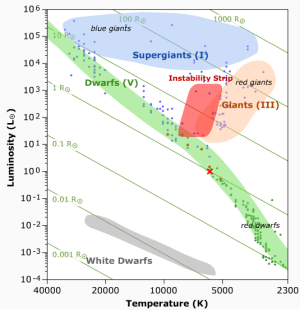 10⁶
10⁵
10⁴
10³
10²
10¹
10⁰
10⁻¹
10⁻²
10⁻³
10⁻⁴
Luminosity (L⊙)
100 R⊙
1000 R⊙
blue giants
10 R⊙
Supergiants (I)
Instability Strip
red giants
Dwarfs (V)
1 R⊙
Giants (III)
0.1 R⊙
0.01 R⊙
red dwarfs
0.001 R⊙
White Dwarfs
40000
20000
10000
5000
2300
Temperature (K)